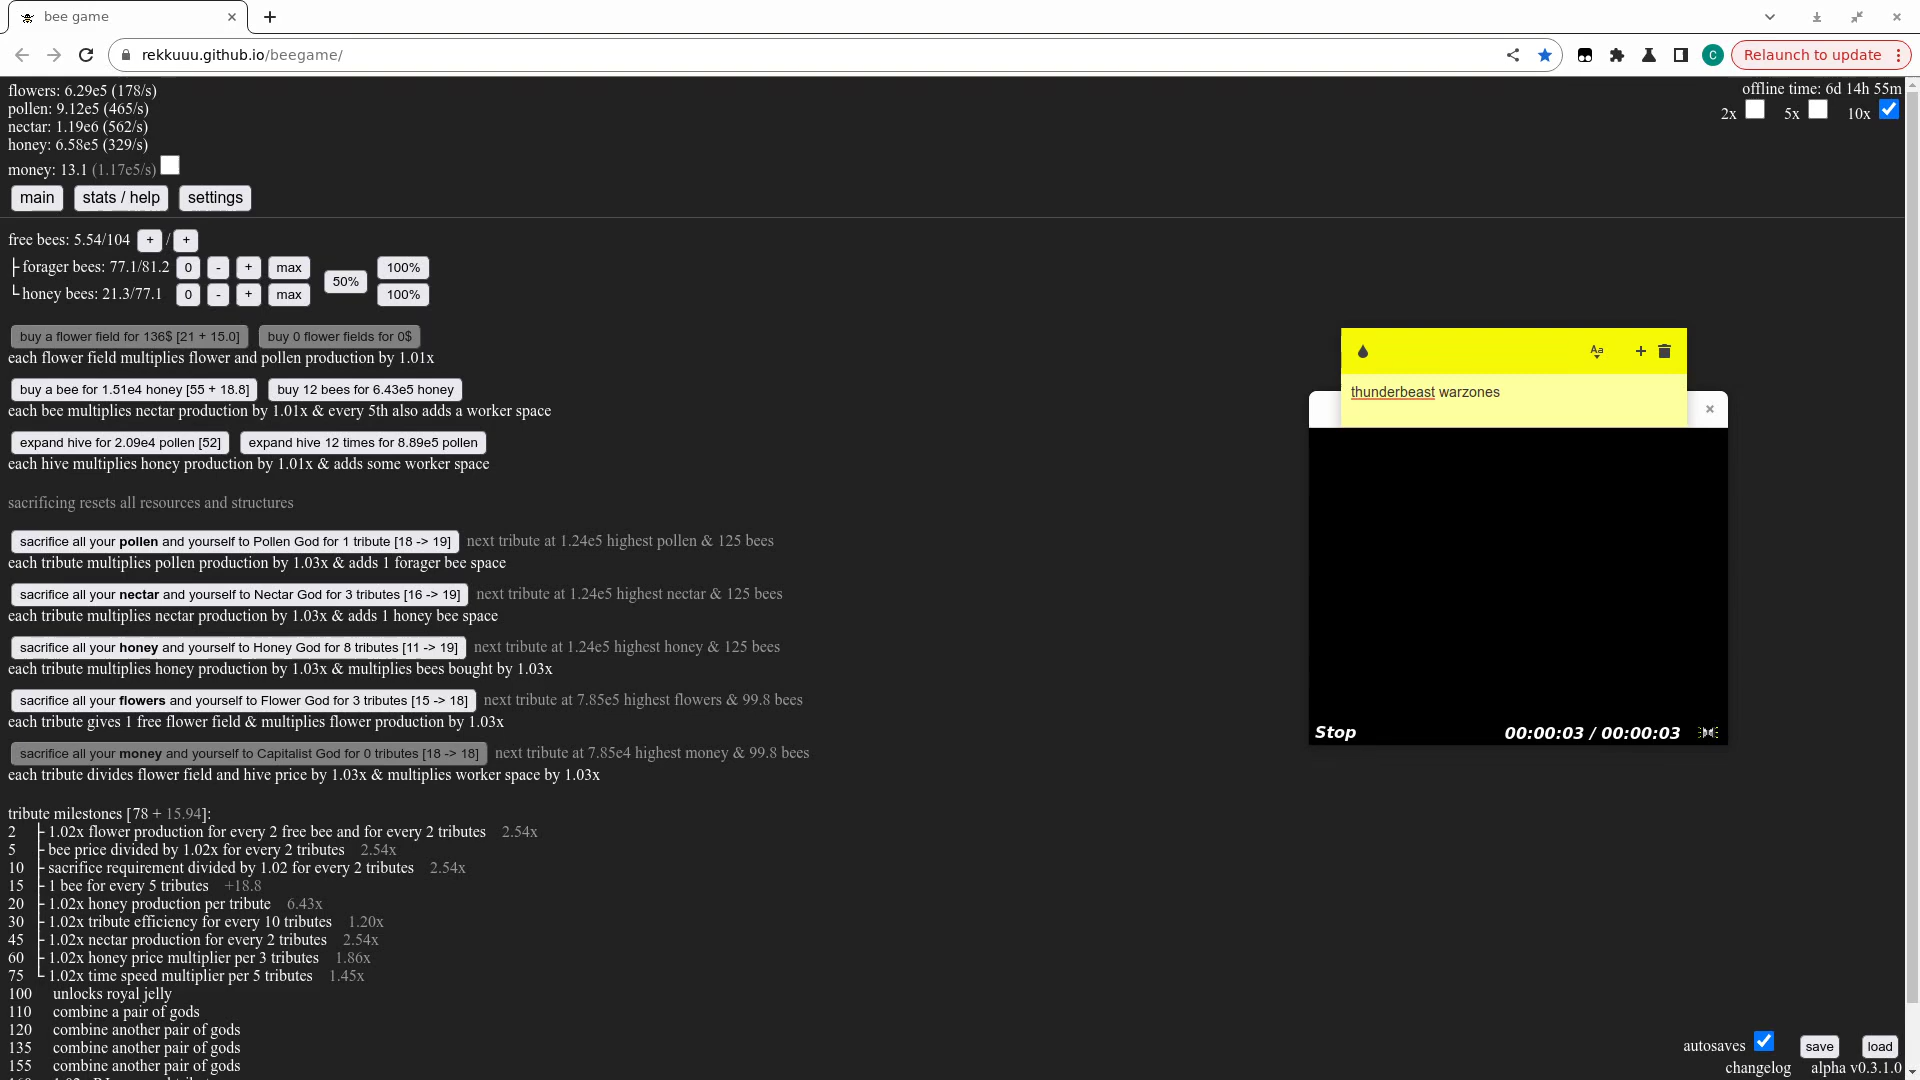 bee game
rekkuuu.github.io/beegame/
C
Relaunch to update
flowers: 6.29e5 (178/s)
pollen: 9.12e5 (465/s)
nectar: 1.19e6 (562/s)
honey: 6.58e5 (329/s)
money: 13.1 (1.17e5/s)
offline time: 6d 14h 55m
2x 5x 10x
main stats / help settings
free bees: 5.54/104 + / +
├ forager bees: 77.1/81.2 0 - + max 50% 100%
└ honey bees: 21.3/77.1 0 - + max 100%
buy a flower field for 136$ [21 + 15.0] buy 0 flower fields for 0$
each flower field multiplies flower and pollen production by 1.01x
buy a bee for 1.51e4 honey [55 + 18.8] buy 12 bees for 6.43e5 honey
each bee multiplies nectar production by 1.01x & every 5th also adds a worker space
expand hive for 2.09e4 pollen [52] expand hive 12 times for 8.89e5 pollen
each hive multiplies honey production by 1.01x & adds some worker space
sacrificing resets all resources and structures
sacrifice all your pollen and yourself to Pollen God for 1 tribute [18 -> 19] next tribute at 1.24e5 highest pollen & 125 bees
each tribute multiplies pollen production by 1.03x & adds 1 forager bee space
sacrifice all your nectar and yourself to Nectar God for 3 tributes [16 -> 19] next tribute at 1.24e5 highest nectar & 125 bees
each tribute multiplies nectar production by 1.03x & adds 1 honey bee space
sacrifice all your honey and yourself to Honey God for 8 tributes [11 -> 19] next tribute at 1.24e5 highest honey & 125 bees
each tribute multiplies honey production by 1.03x & multiplies bees bought by 1.03x
sacrifice all your flowers and yourself to Flower God for 3 tributes [15 -> 18] next tribute at 7.85e5 highest flowers & 99.8 bees
each tribute gives 1 free flower field & multiplies flower production by 1.03x
sacrifice all your money and yourself to Capitalist God for 0 tributes [18 -> 18] next tribute at 7.85e4 highest money & 99.8 bees
each tribute divides flower field and hive price by 1.03x & multiplies worker space by 1.03x
tribute milestones [78 + 15.94]:
2 ├ 1.02x flower production for every 2 free bee and for every 2 tributes 2.54x
5 ├ bee price divided by 1.02x for every 2 tributes 2.54x
10 ├ sacrifice requirement divided by 1.02 for every 2 tributes 2.54x
15 ├ 1 bee for every 5 tributes +18.8
20 ├ 1.02x honey production per tribute 6.43x
30 ├ 1.02x tribute efficiency for every 10 tributes 1.20x
45 ├ 1.02x nectar production for every 2 tributes 2.54x
60 ├ 1.02x honey price multiplier per 3 tributes 1.86x
75 └ 1.02x time speed multiplier per 5 tributes 1.45x
100 unlocks royal jelly
110 combine a pair of gods
120 combine another pair of gods
135 combine another pair of gods
155 combine another pair of gods
Aa
thunderbeast warzones
Stop 00:00:03 / 00:00:03
autosaves save load
changelog alpha v0.3.1.0